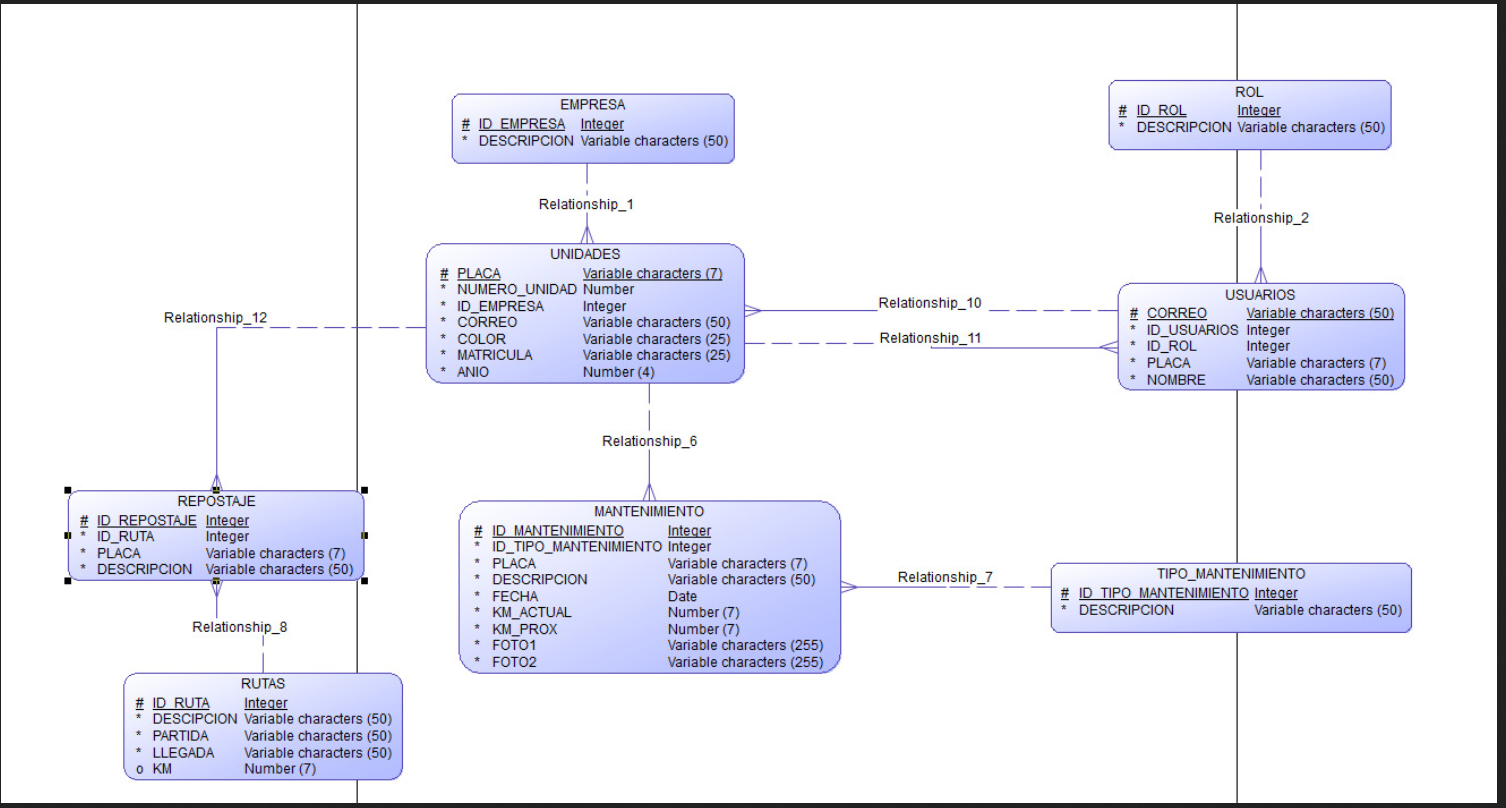 EMPRESA
# ID_EMPRESA Integer
* DESCRIPCION Variable characters (50)
ROL
# ID_ROL Integer
* DESCRIPCION Variable characters (50)
Relationship_1
Relationship_2
UNIDADES
# PLACA Variable characters (7)
* NUMERO_UNIDAD Number
* ID_EMPRESA Integer
* CORREO Variable characters (50)
* COLOR Variable characters (25)
* MATRICULA Variable characters (25)
* ANIO Number (4)
Relationship_10
Relationship_11
USUARIOS
# CORREO Variable characters (50)
* ID_USUARIOS Integer
* ID_ROL Integer
* PLACA Variable characters (7)
* NOMBRE Variable characters (50)
Relationship_12
Relationship_6
REPOSTAJE
# ID_REPOSTAJE Integer
* ID_RUTA Integer
* PLACA Variable characters (7)
* DESCRIPCION Variable characters (50)
MANTENIMIENTO
# ID_MANTENIMIENTO Integer
* ID_TIPO_MANTENIMIENTO Integer
* PLACA Variable characters (7)
* DESCRIPCION Variable characters (50)
* FECHA Date
* KM_ACTUAL Number (7)
* KM_PROX Number (7)
* FOTO1 Variable characters (255)
* FOTO2 Variable characters (255)
Relationship_7
TIPO_MANTENIMIENTO
# ID_TIPO_MANTENIMIENTO Integer
* DESCRIPCION Variable characters (50)
Relationship_8
RUTAS
# ID_RUTA Integer
* DESCIPCION Variable characters (50)
* PARTIDA Variable characters (50)
* LLEGADA Variable characters (50)
o KM Number (7)